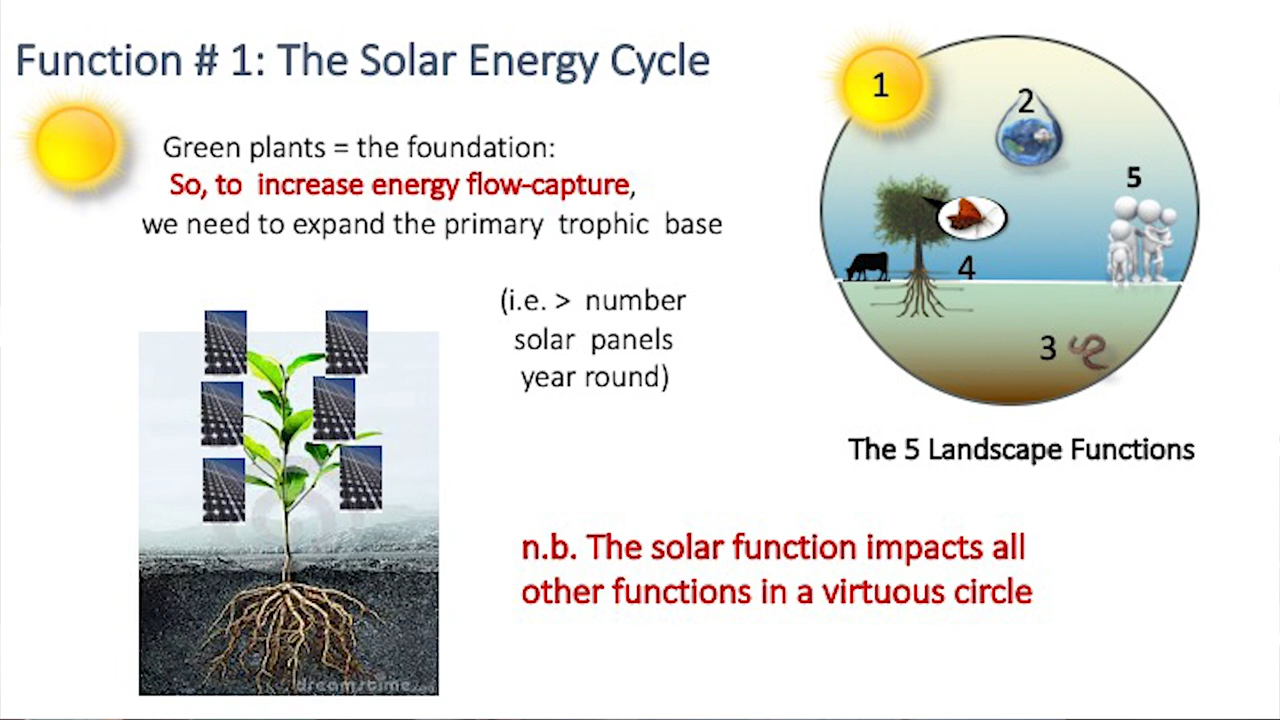 Function # 1: The Solar Energy Cycle
Green plants = the foundation:
So, to increase energy flow-capture,
we need to expand the primary trophic base
(i.e. > number
solar panels
year round)
1
2
5
4
3
The 5 Landscape Functions
n.b. The solar function impacts all
other functions in a virtuous circle
dreamstime